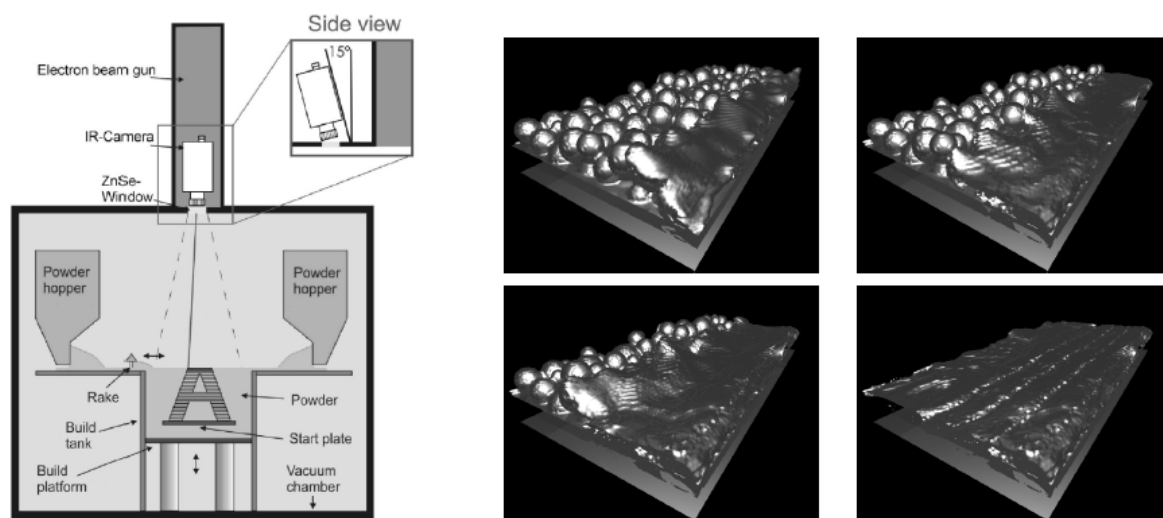 Side view
15º
Electron beam gun
IR-Camera
ZnSe-
Window
Powder
hopper
Powder
hopper
Rake
Powder
Build
tank
Start plate
Build
platform
Vacuum
chamber